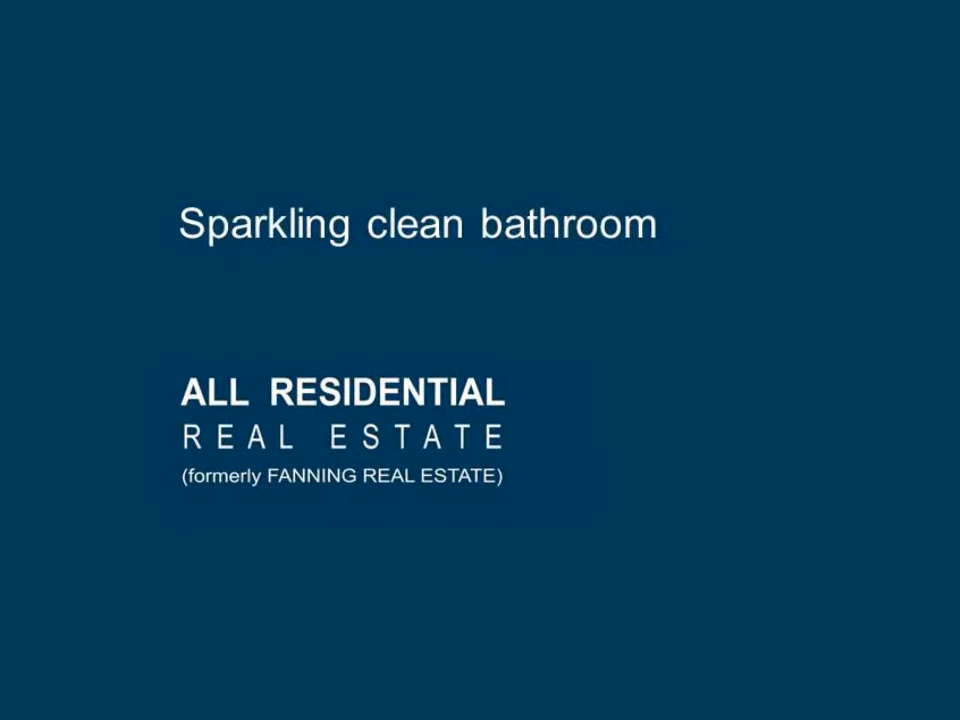 Sparkling clean bathroom
ALL RESIDENTIAL
REAL ESTATE
(formerly FANNING REAL ESTATE)